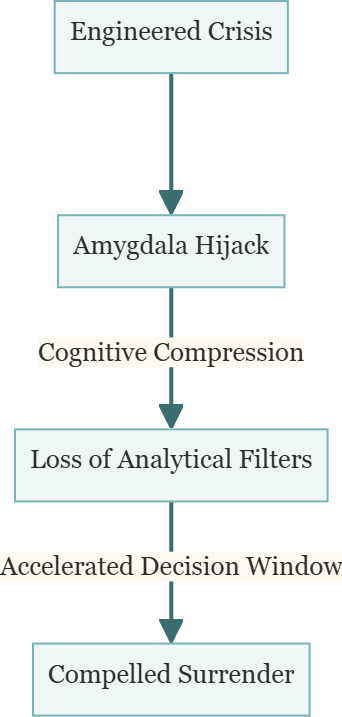 Engineered Crisis
Amygdala Hijack
Cognitive Compression
Loss of Analytical Filters
Accelerated Decision Window
Compelled Surrender